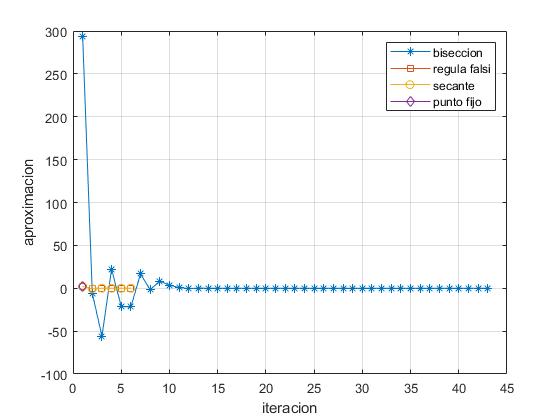 300
250
200
150
100
50
0
-50
-100
aproximacion
biseccion
regula falsi
secante
punto fijo
0 5 10 15 20 25 30 35 40 45
iteracion